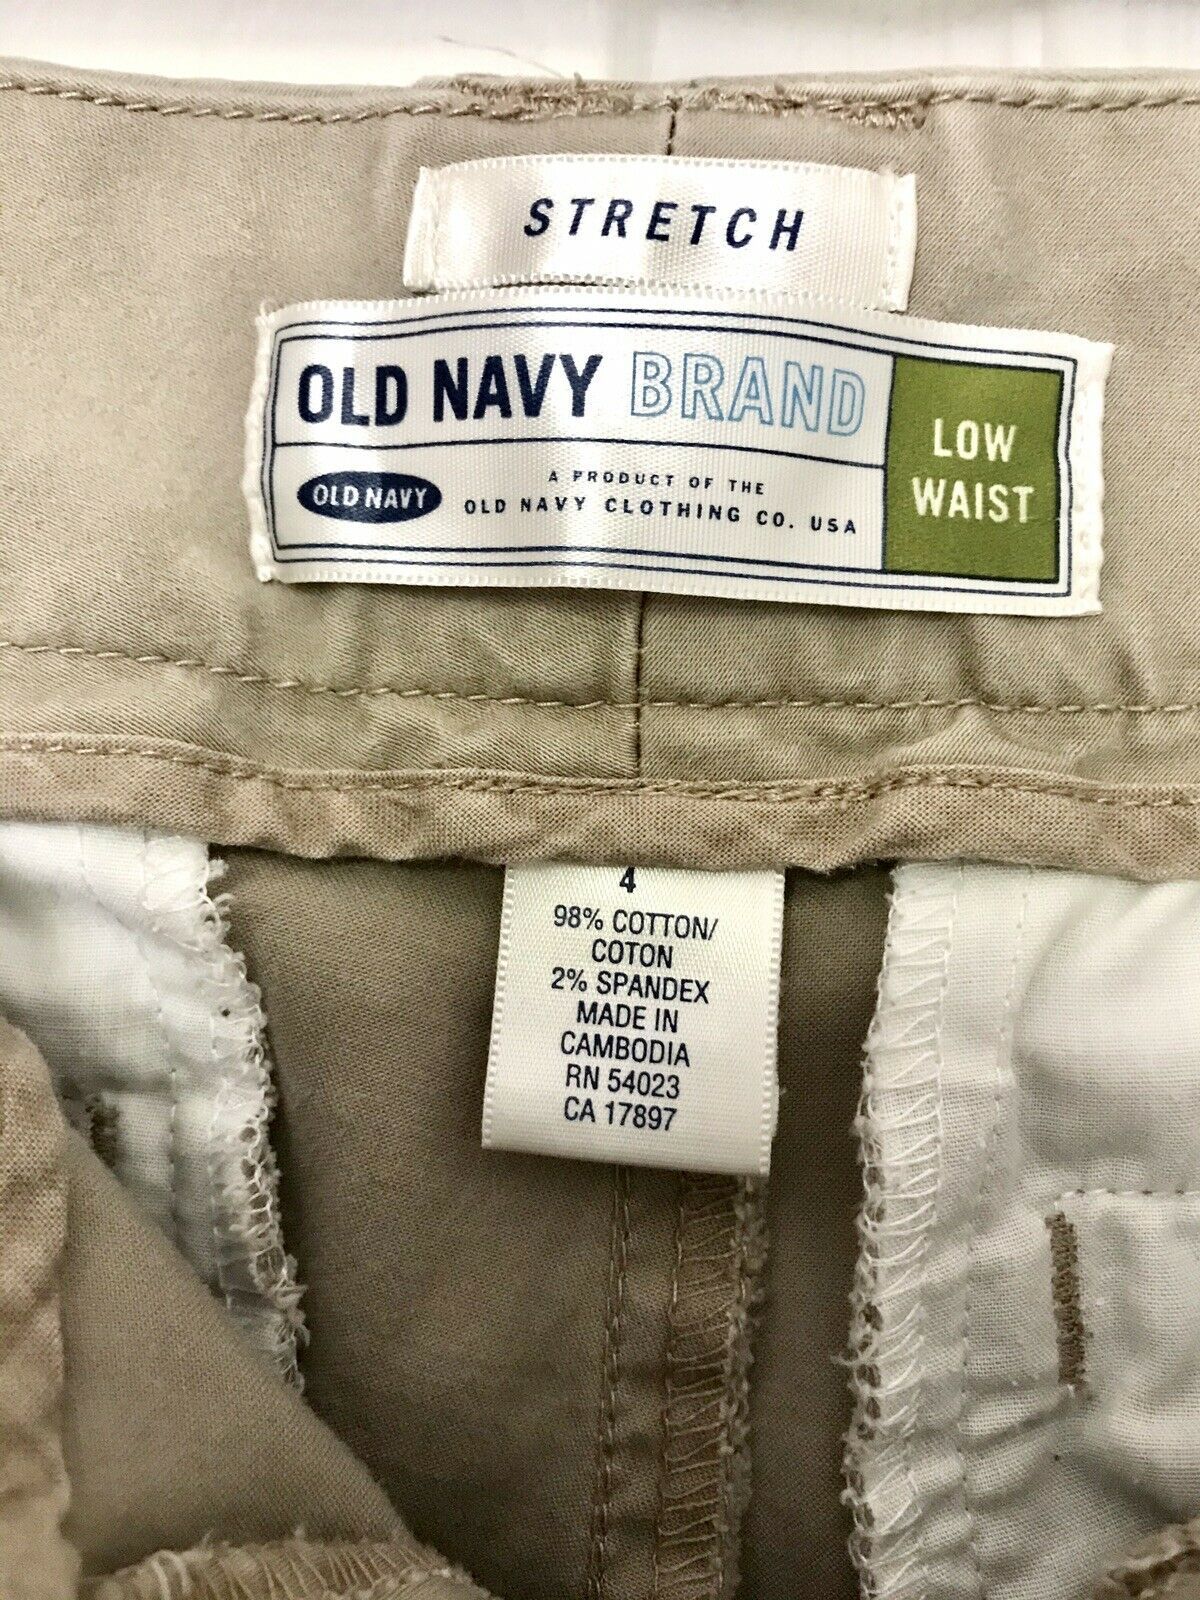 STRETCH
OLD NAVY BRAND
LOW
WAIST
OLD NAVY
A PRODUCT OF THE
OLD NAVY CLOTHING CO. USA
4
98% COTTON/
COTON
2% SPANDEX
MADE IN
CAMBODIA
RN 54023
CA 17897